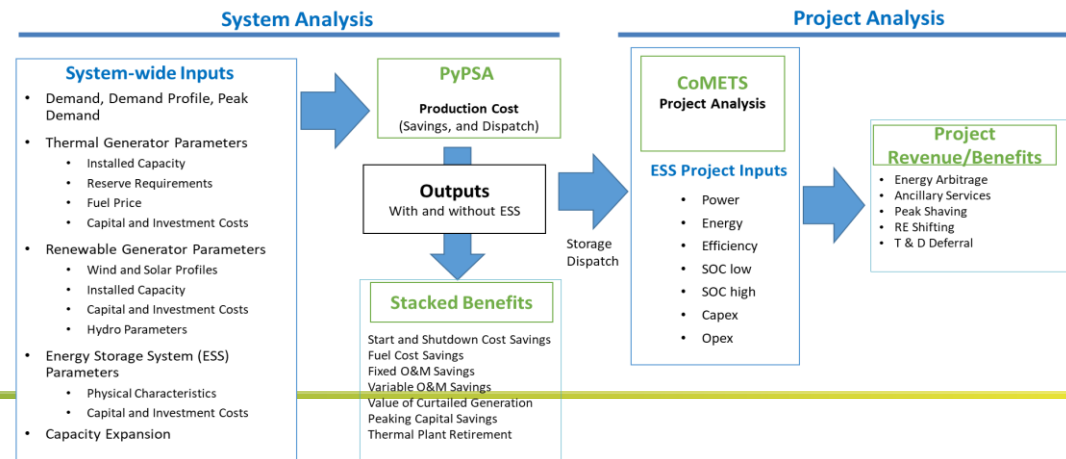 System Analysis
System-wide Inputs
• Demand, Demand Profile, Peak
Demand
• Thermal Generator Parameters
• Installed Capacity
• Reserve Requirements
• Fuel Price
• Capital and Investment Costs
• Renewable Generator Parameters
• Wind and Solar Profiles
• Installed Capacity
• Capital and Investment Costs
• Hydro Parameters
• Energy Storage System (ESS)
Parameters
• Physical Characteristics
• Capital and Investment Costs
• Capacity Expansion
PyPSA
Production Cost
(Savings, and Dispatch)
Outputs
With and without ESS
Stacked Benefits
Start and Shutdown Cost Savings
Fuel Cost Savings
Fixed O&M Savings
Variable O&M Savings
Value of Curtailed Generation
Peaking Capital Savings
Thermal Plant Retirement
Storage
Dispatch
Project Analysis
CoMETS
Project Analysis
ESS Project Inputs
• Power
• Energy
• Efficiency
• SOC low
• SOC high
• Capex
• Opex
Project
Revenue/Benefits
• Energy Arbitrage
• Ancillary Services
• Peak Shaving
• RE Shifting
• T & D Deferral